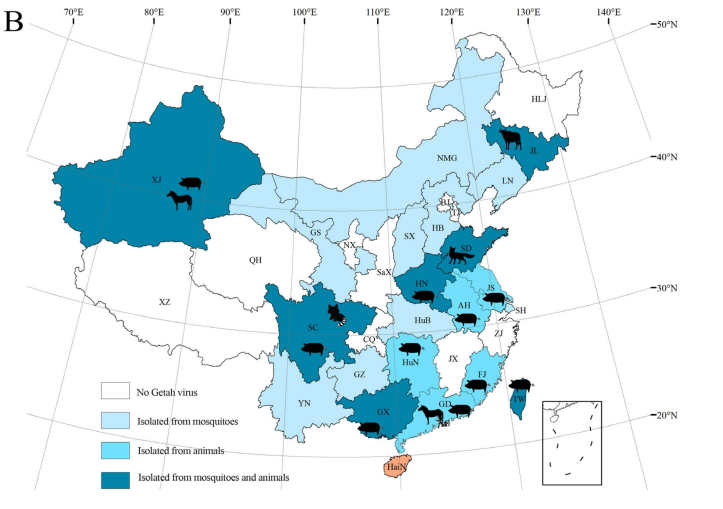 B
70°E
80°E
90°E
100°E
110°E
120°E
130°E
140°E
50°N
HLJ
JL
40°N
NMG
LN
XJ
BJ
TJ
GS
NX
SX
HB
SD
QH
SaX
HN
JS
30°N
XZ
AH
SH
SC
HuB
CQ
ZJ
HuN
JX
GZ
FJ
No Getah virus
YN
GX
GD
TW
20°N
Isolated from mosquitoes
Isolated from animals
HaiN
Isolated from mosquitoes and animals